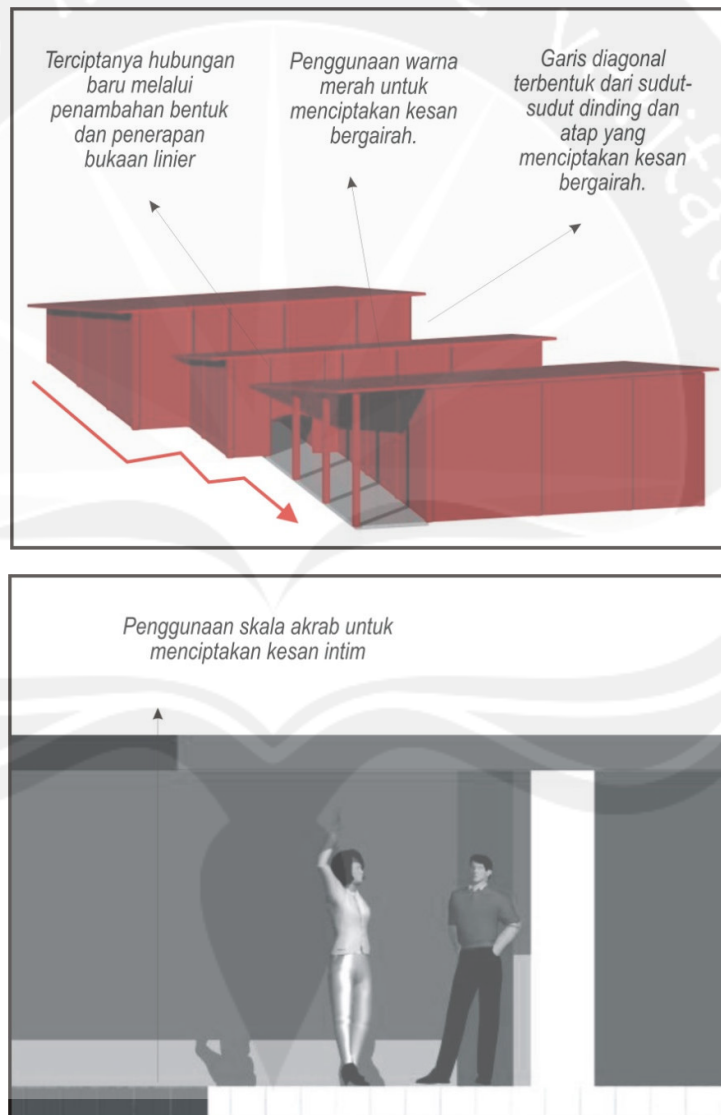 Terciptanya hubungan
baru melalui
penambahan bentuk
dan penerapan
bukaan linier
Penggunaan warna
merah untuk
menciptakan kesan
bergairah.
Garis diagonal
terbentuk dari sudut-
sudut dinding dan
atap yang
menciptakan kesan
bergairah.
Penggunaan skala akrab untuk
menciptakan kesan intim